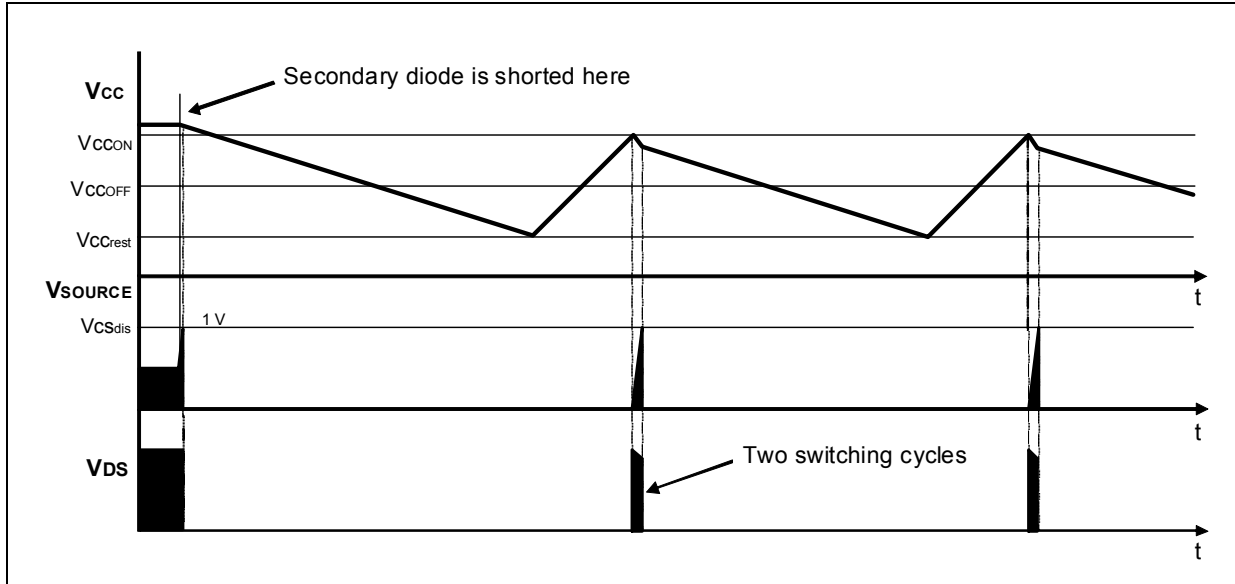 Secondary diode is shorted here
VCC
VCCON
VCCOFF
VCCrest
VSOURCE
t
VCSdis
1 V
t
VDS
Two switching cycles
t